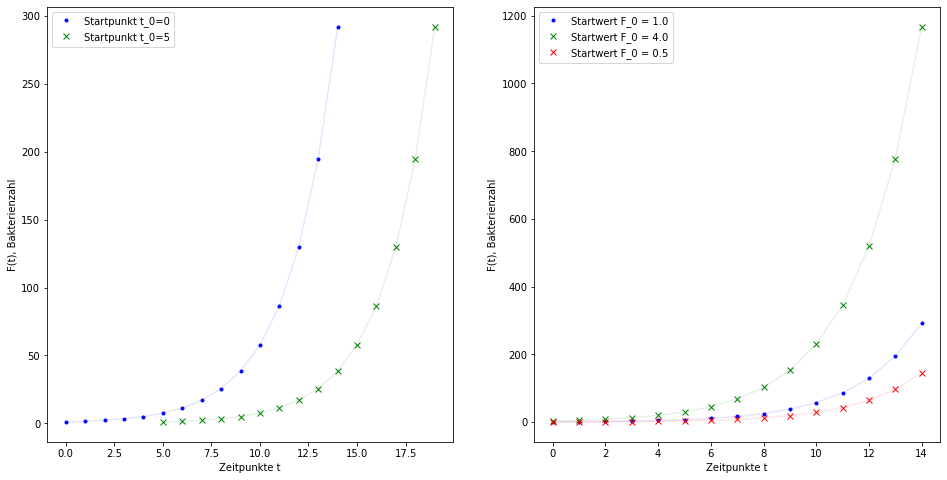 Startpunkt t_0=0
Startpunkt t_0=5
300
250
200
150
100
50
0
F(t), Bakterienzahl
0.0 2.5 5.0 7.5 10.0 12.5 15.0 17.5
Zeitpunkte t
Startwert F_0 = 1.0
Startwert F_0 = 4.0
Startwert F_0 = 0.5
1200
1000
800
600
400
200
0
F(t), Bakterienzahl
0 2 4 6 8 10 12 14
Zeitpunkte t